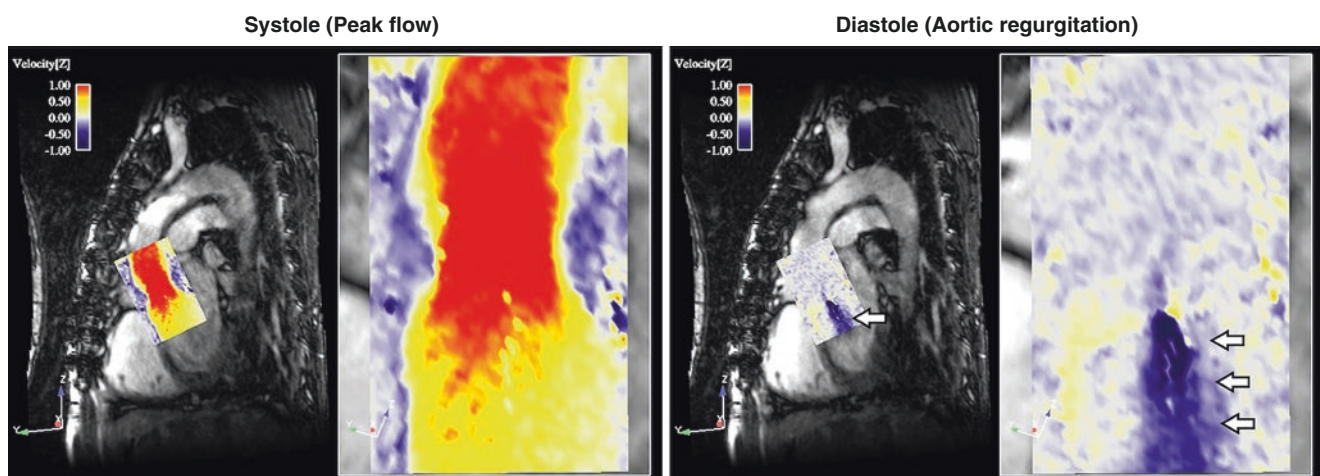 Systole (Peak flow)
Diastole (Aortic regurgitation)
Velocity[Z]
1.00
0.50
0.00
-0.50
-1.00
Z
Y
X
Velocity[Z]
1.00
0.50
0.00
-0.50
-1.00
Z
Y
X